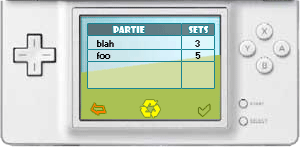 PARTIE SETS
blah 3
foo 5
X
Y A
B
START
SELECT